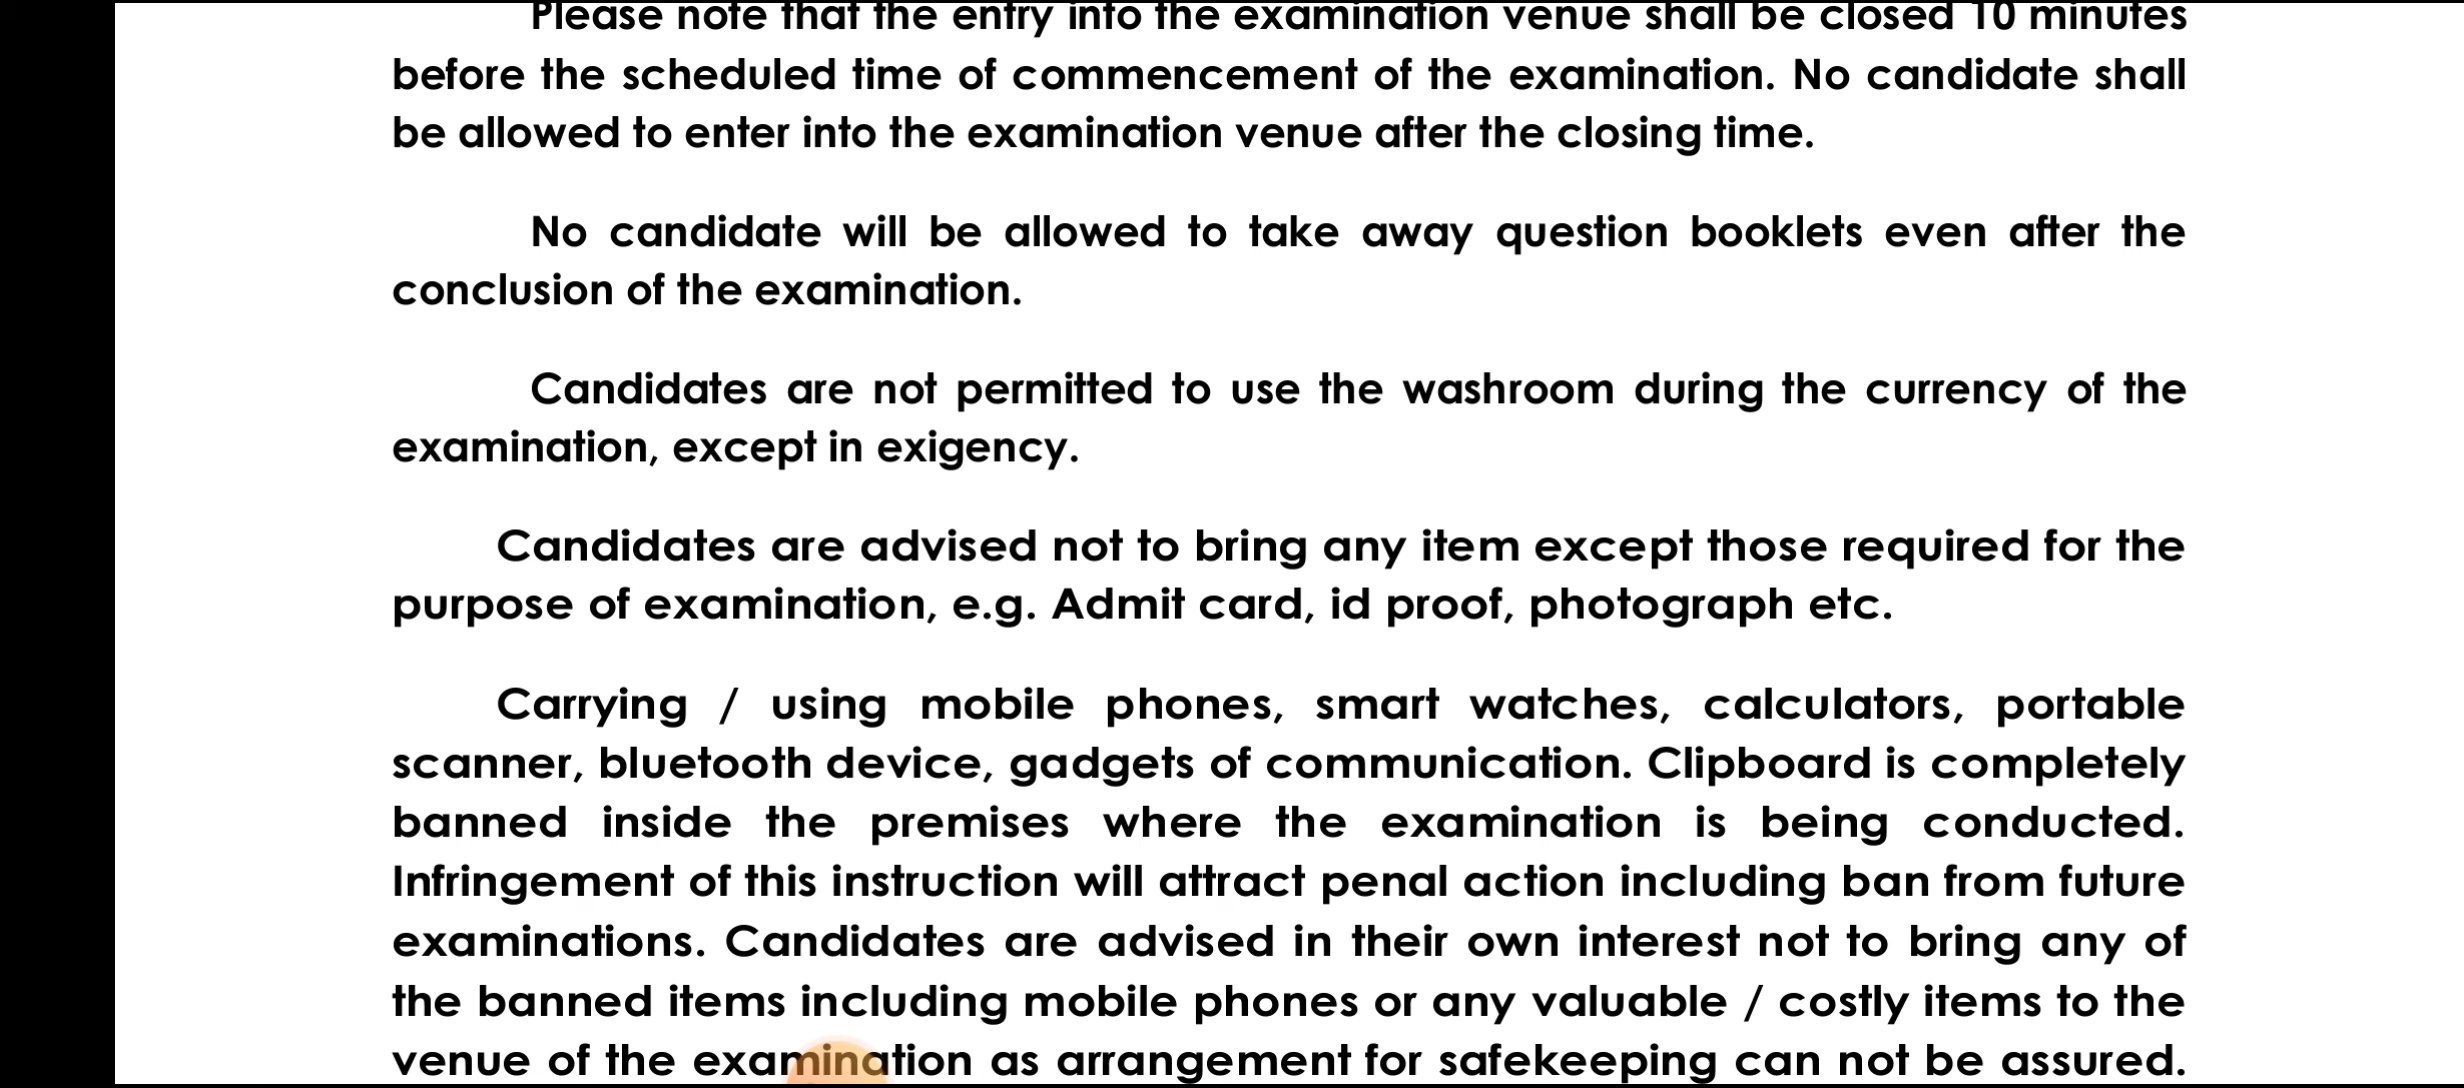 Please note that the entry into the examination venue shall be closed 10 minutes
before the scheduled time of commencement of the examination. No candidate shall
be allowed to enter into the examination venue after the closing time.
No candidate will be allowed to take away question booklets even after the
conclusion of the examination.
Candidates are not permitted to use the washroom during the currency of the
examination, except in exigency.
Candidates are advised not to bring any item except those required for the
purpose of examination, e.g. Admit card, id proof, photograph etc.
Carrying / using mobile phones, smart watches, calculators, portable
scanner, bluetooth device, gadgets of communication. Clipboard is completely
banned inside the premises where the examination is being conducted.
Infringement of this instruction will attract penal action including ban from future
examinations. Candidates are advised in their own interest not to bring any of
the banned items including mobile phones or any valuable / costly items to the
venue of the examination as arrangement for safekeeping can not be assured.